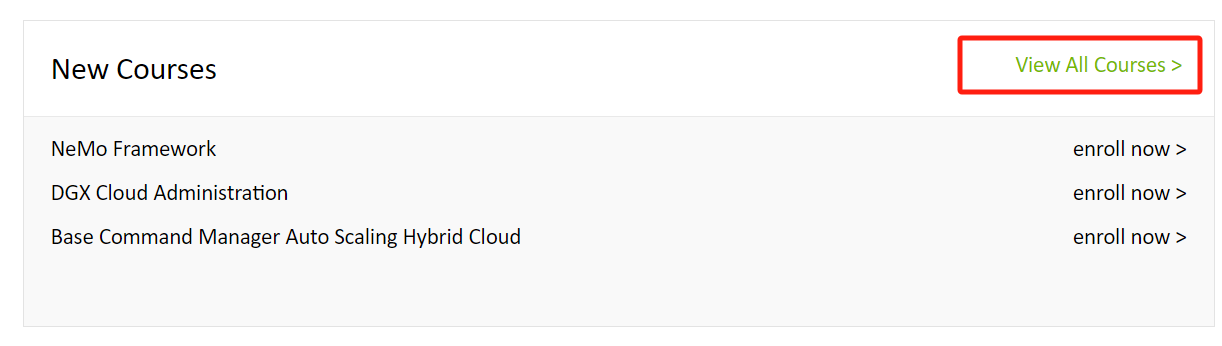 New Courses
View All Courses >
NeMo Framework enroll now >
DGX Cloud Administration enroll now >
Base Command Manager Auto Scaling Hybrid Cloud enroll now >